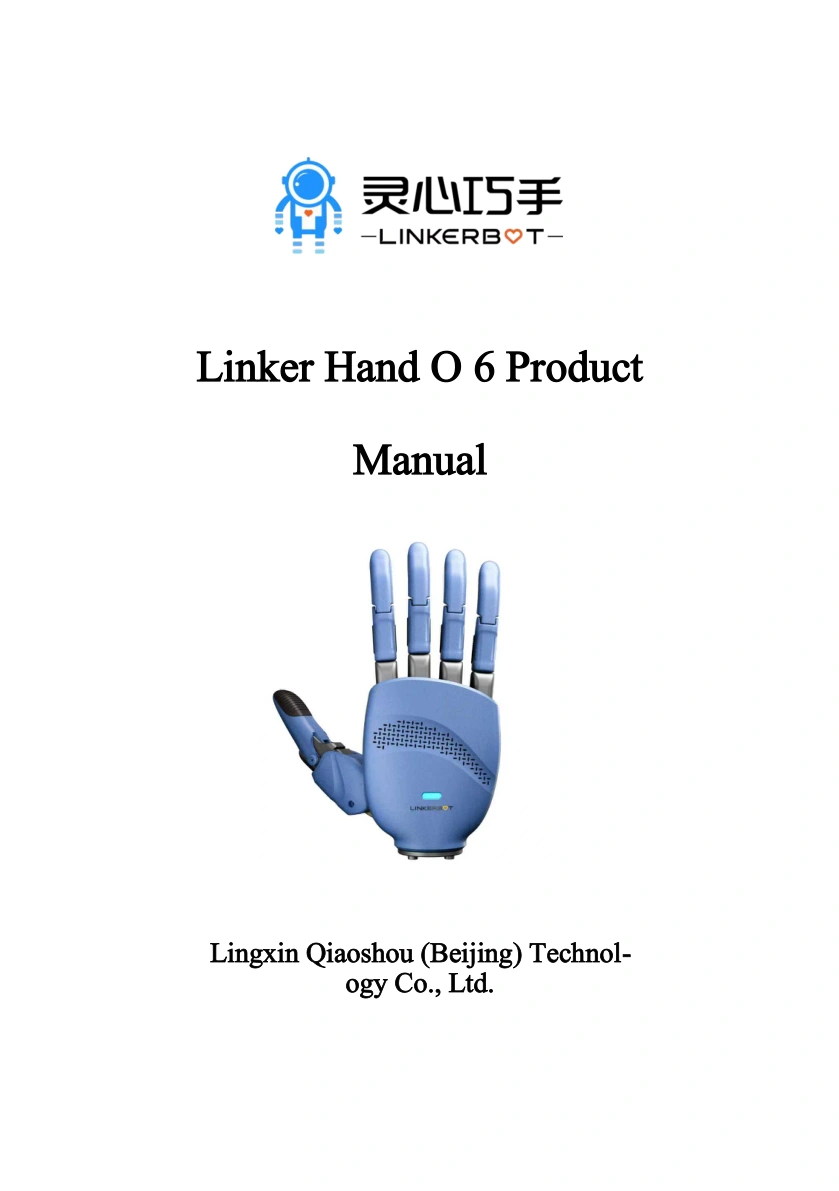 灵心巧手
LINKERBOT
Linker Hand O 6 Product
Manual
LINKERBOT
Lingxin Qiaoshou (Beijing) Technol-
ogy Co., Ltd.